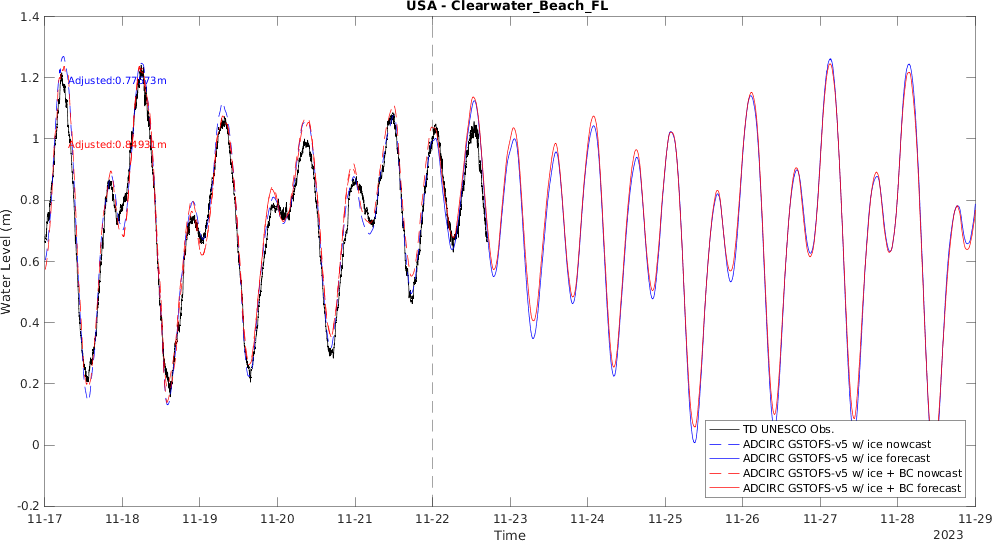 USA - Clearwater_Beach_FL
Water Level (m)
1.4
1.2
1
0.8
0.6
0.4
0.2
0
-0.2
Adjusted:0.84931m
11-17
11-18
11-19
11-20
11-21
11-22
11-23
11-24
11-25
11-26
11-27
11-28
11-29
Time
2023
TD UNESCO Obs.
ADCIRC GSTOFS-v5 w/ ice nowcast
ADCIRC GSTOFS-v5 w/ ice forecast
ADCIRC GSTOFS-v5 w/ ice + BC nowcast
ADCIRC GSTOFS-v5 w/ ice + BC forecast